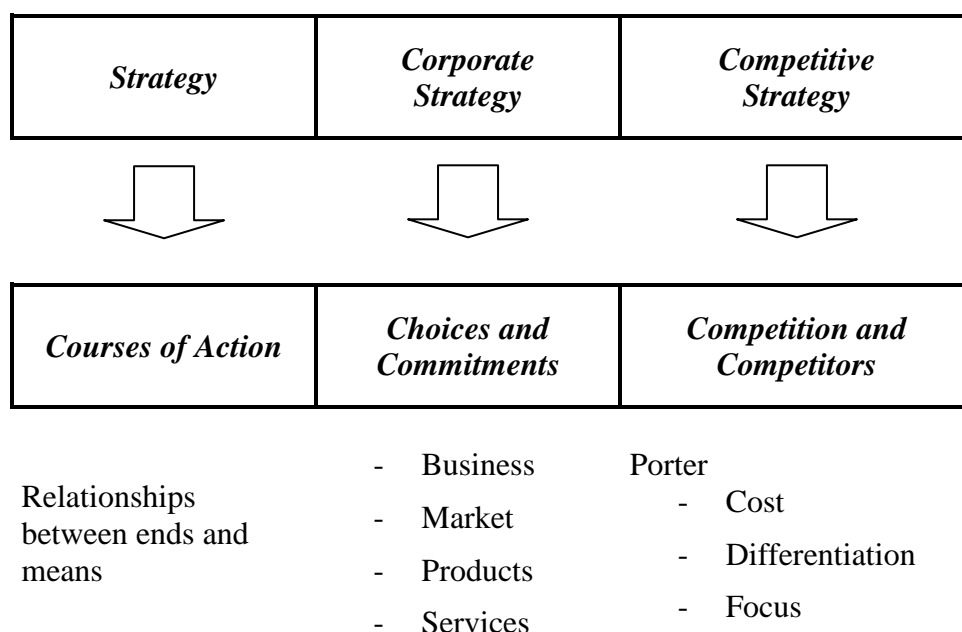 Strategy
Corporate
Strategy
Competitive
Strategy
Courses of Action
Choices and
Commitments
Competition and
Competitors
Relationships
between ends and
means
- Business
- Market
- Products
- Services
Porter
- Cost
- Differentiation
- Focus